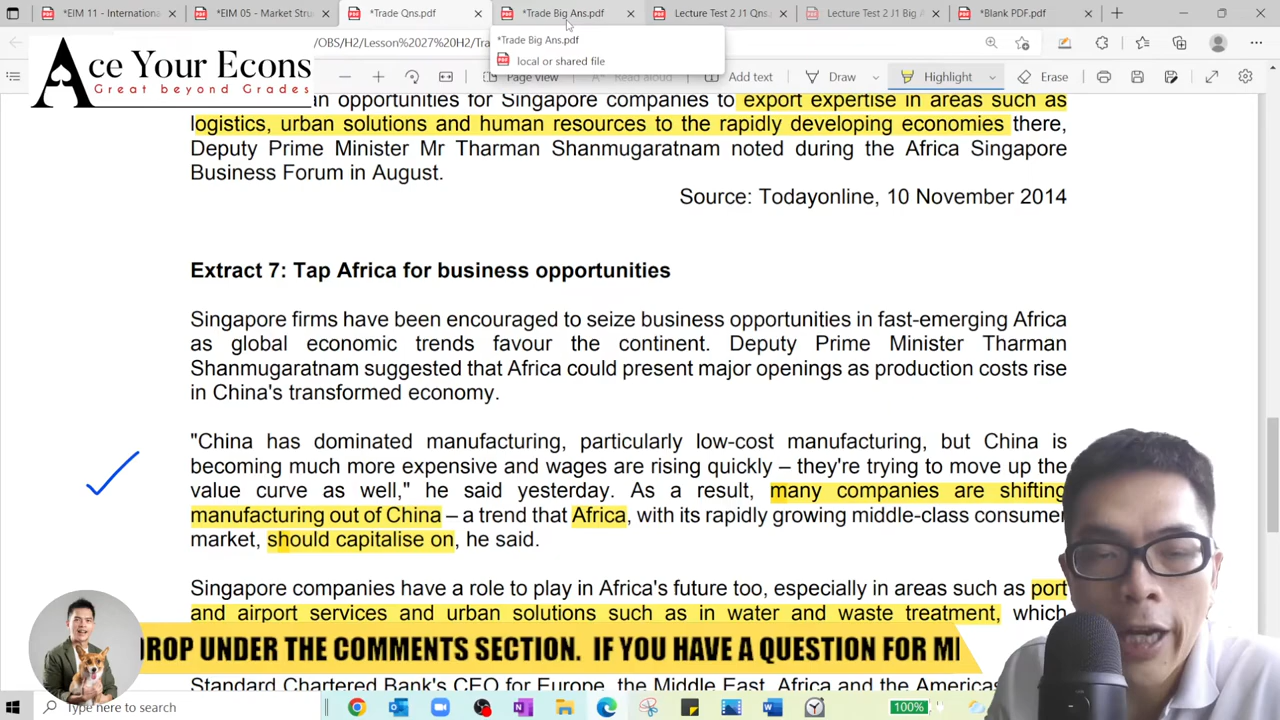 *EIM 11 - Internationa
*EIM 05 - Market Stru
*Trade Qns.pdf
*Trade Big Ans.pdf
Lecture Test 2 J1 Qns.
Lecture Test 2 J1 Big A
*Blank PDF.pdf
/OBS/H2/Lesson%2027%20H2/Tra
*Trade Big Ans.pdf
local or shared file
Ace Your Econs
Great beyond Grades
Page view
Read aloud
Add text
Draw
Highlight
Erase
an opportunities for Singapore companies to export expertise in areas such as
logistics, urban solutions and human resources to the rapidly developing economies there,
Deputy Prime Minister Mr Tharman Shanmugaratnam noted during the Africa Singapore
Business Forum in August.
Source: Todayonline, 10 November 2014
Extract 7: Tap Africa for business opportunities
Singapore firms have been encouraged to seize business opportunities in fast-emerging Africa
as global economic trends favour the continent. Deputy Prime Minister Tharman
Shanmugaratnam suggested that Africa could present major openings as production costs rise
in China's transformed economy.
"China has dominated manufacturing, particularly low-cost manufacturing, but China is
becoming much more expensive and wages are rising quickly – they're trying to move up the
value curve as well," he said yesterday. As a result, many companies are shifting
manufacturing out of China – a trend that Africa, with its rapidly growing middle-class consumer
market, should capitalise on, he said.
Singapore companies have a role to play in Africa's future too, especially in areas such as port
and airport services and urban solutions such as in water and waste treatment, which
DROP UNDER THE COMMENTS SECTION. IF YOU HAVE A QUESTION FOR M
Standard Chartered Bank's CEO for Europe, the Middle East, Africa and the Americas
Type here to search
100%